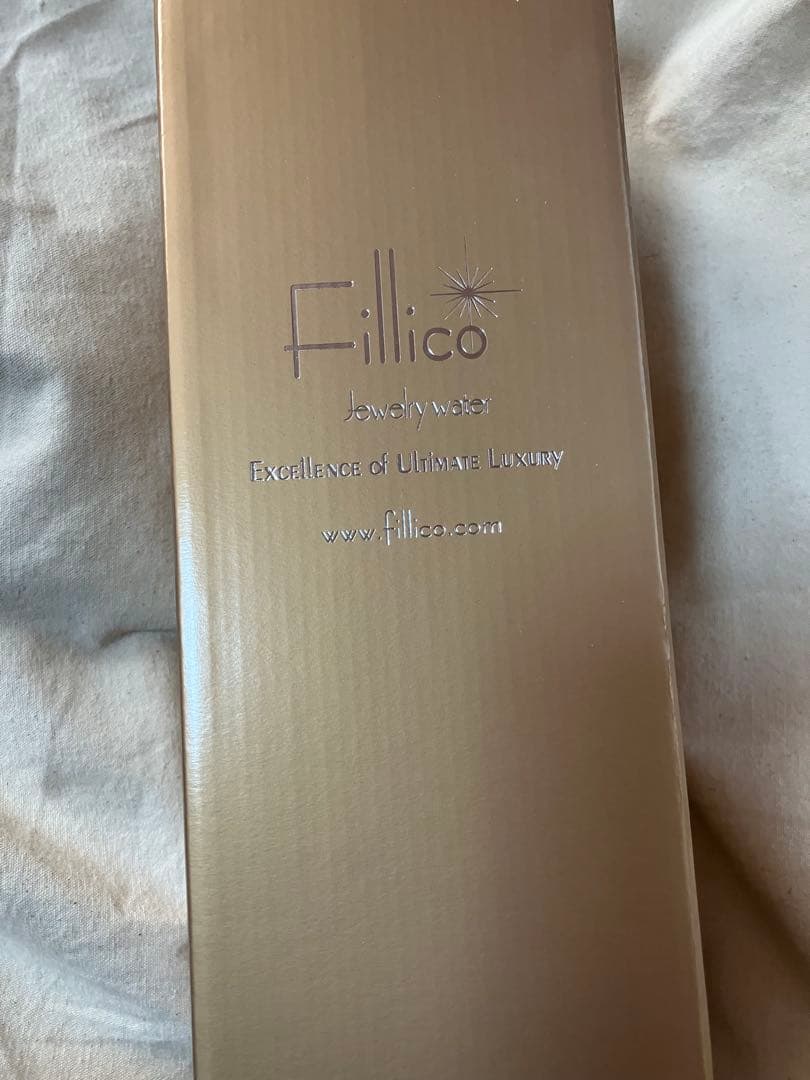 Fillico
Jewelry water
Excellence of Ultimate Luxury
www.fillico.com